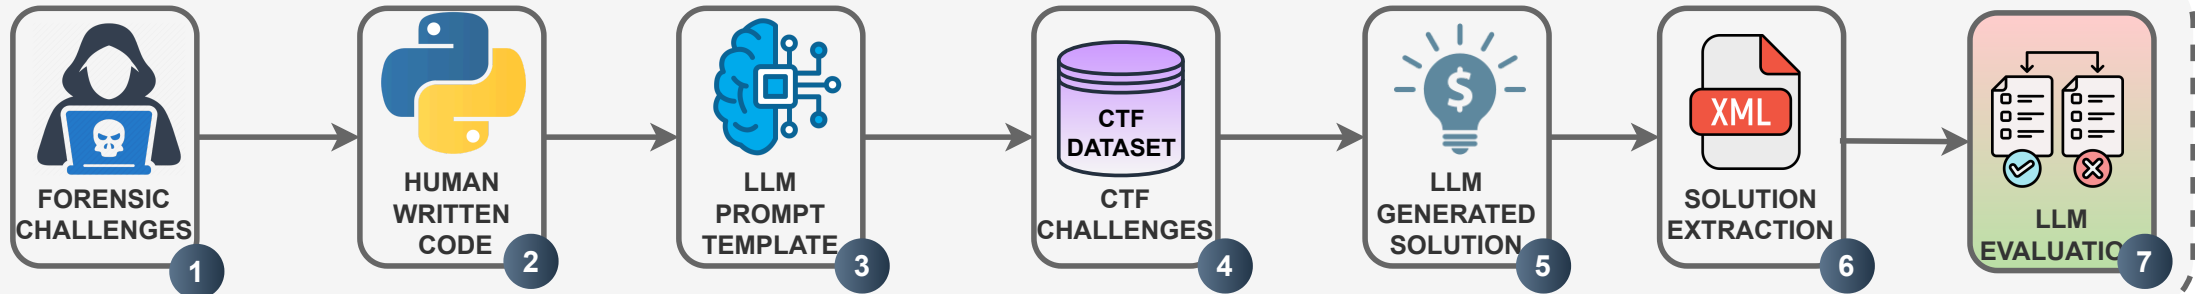 FORENSIC
CHALLENGES
1
HUMAN
WRITTEN
CODE
2
LLM
PROMPT
TEMPLATE
3
CTF
DATASET
CTF
CHALLENGES
4
$
LLM
GENERATED
SOLUTION
5
XML
SOLUTION
EXTRACTION
6
LLM
EVALUATIO
7